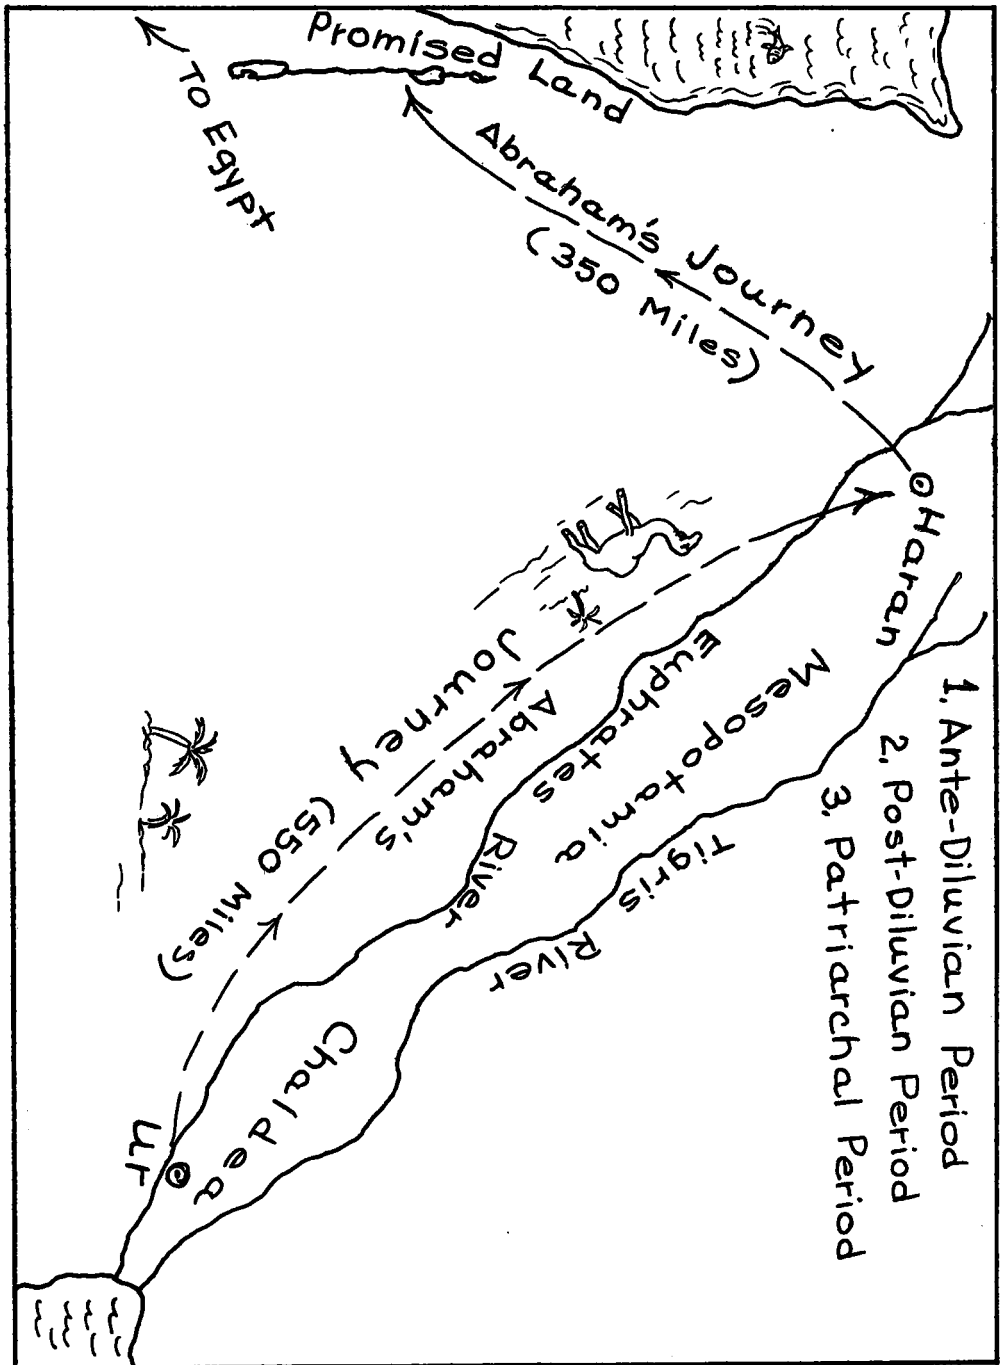 1. Ante-Diluvian Period
2. Post-Diluvian Period
3. Patriarchal Period
Haran
Mesopotamia
Tigris River
Euphrates River
Abraham's Journey
(350 Miles)
Promised Land
To Egypt
Abraham's
Journey (550 Miles)
Chaldea
Ur